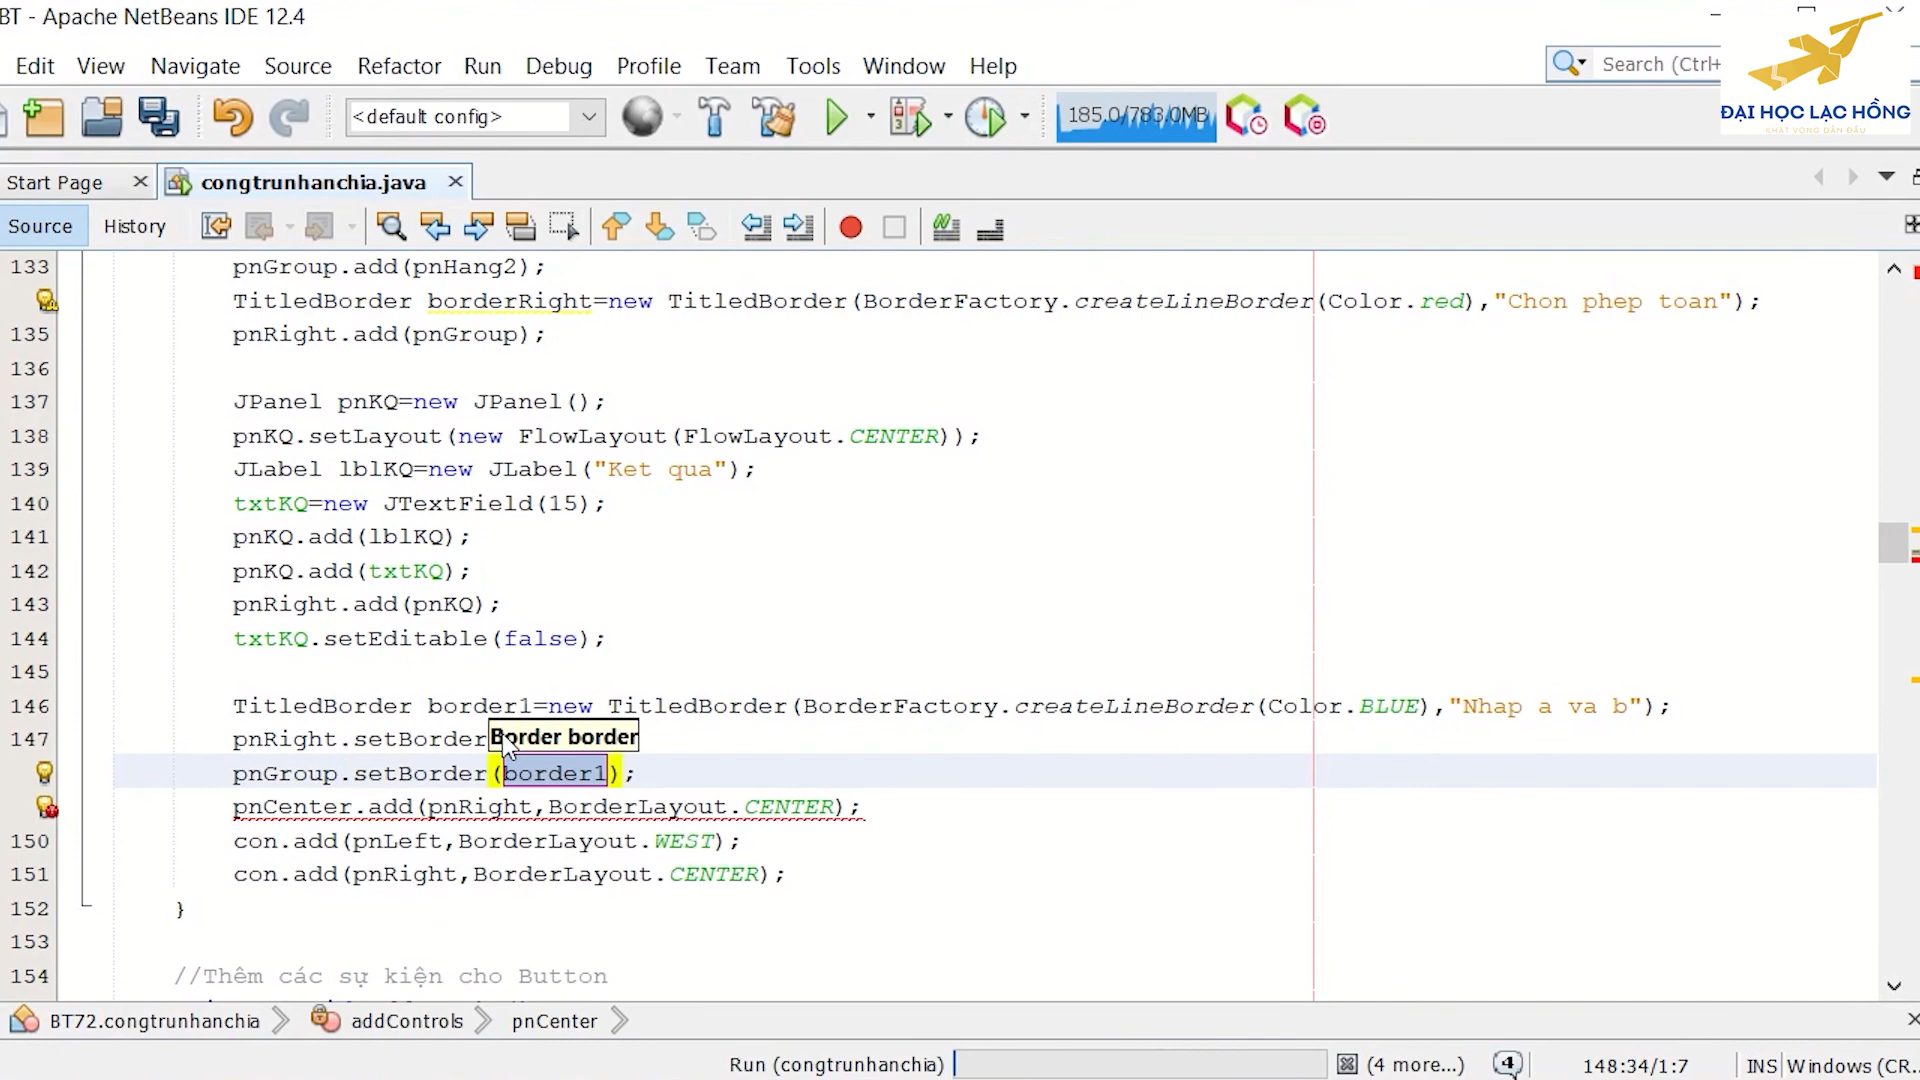 BT - Apache NetBeans IDE 12.4
Edit View Navigate Source Refactor Run Debug Profile Team Tools Window Help
Search (Ctrl+
<default config>
185.0/783.0MB
ĐẠI HỌC LẠC HỒNG
KHÁT VỌNG DẪN ĐẦU
Start Page
congtrunhanchia.java
Source History
133 pnGroup.add(pnHang2);
TitledBorder borderRight=new TitledBorder(BorderFactory.createLineBorder(Color.red),"Chon phep toan");
135 pnRight.add(pnGroup);
136
137 JPanel pnKQ=new JPanel();
138 pnKQ.setLayout(new FlowLayout(FlowLayout.CENTER));
139 JLabel lblKQ=new JLabel("Ket qua");
140 txtKQ=new JTextField(15);
141 pnKQ.add(lblKQ);
142 pnKQ.add(txtKQ);
143 pnRight.add(pnKQ);
144 txtKQ.setEditable(false);
145
146 TitledBorder border1=new TitledBorder(BorderFactory.createLineBorder(Color.BLUE),"Nhap a va b");
147 pnRight.setBorder
Border border
pnGroup.setBorder(border1);
pnCenter.add(pnRight,BorderLayout.CENTER);
150 con.add(pnLeft,BorderLayout.WEST);
151 con.add(pnRight,BorderLayout.CENTER);
152 }
153
154 //Thêm các sự kiện cho Button
BT72.congtrunhanchia addControls pnCenter
Run (congtrunhanchia) (4 more...) 4 148:34/1:7 INS Windows (CR...